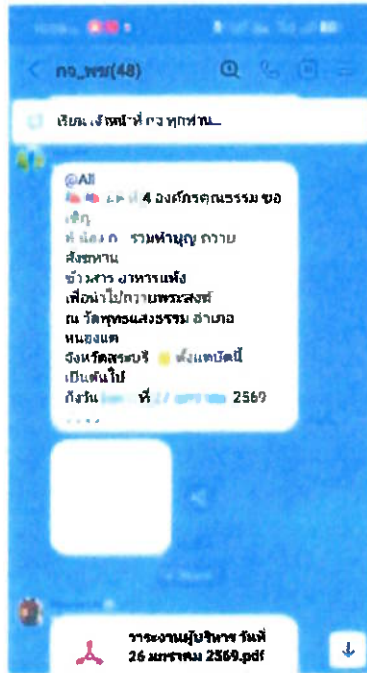 กจ_พชร(48)
เรียน เจ้าหน้าที่ กจ ทุกท่าน...
@All
4 องค์กรคุณธรรม ขอ
เชิญ
ร่วมทำบุญ ถวาย
สังฆทาน
ข้าวสาร อาหารแห้ง
เพื่อนำไปถวายพระสงฆ์
ณ วัดพุทธแสงธรรม อำเภอ
หนองแค
จังหวัดสระบุรี ตั้งแต่บัดนี้
เป็นต้นไป
ถึงวัน ที่ 2569
วาระงานผู้บริหาร วันที่
26 มกราคม 2569.pdf